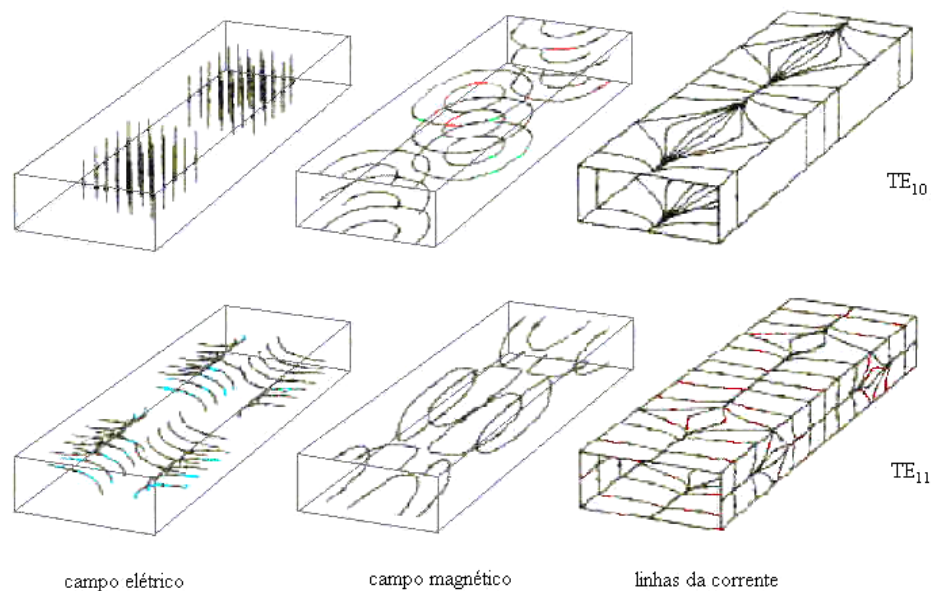 TE10
TE11
campo elétrico
campo magnético
linhas da corrente